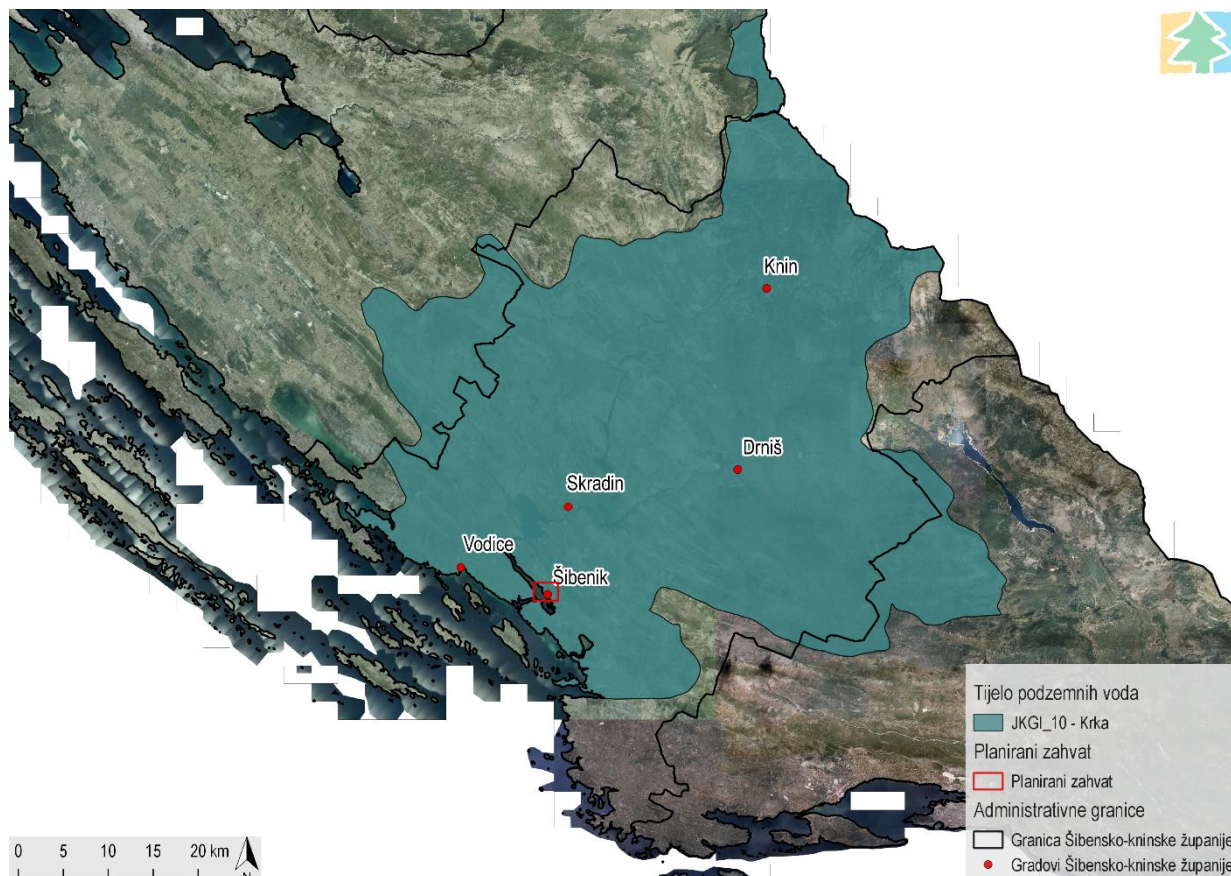 Knin
Drniš
Skradin
Vodice
Šibenik
Tijelo podzemnih voda
JKGI_10 - Krka
Planirani zahvat
Planirani zahvat
Administrativne granice
Granica Šibensko-kninske županije
Gradovi Šibensko-kninske županije
0 5 10 15 20 km
N